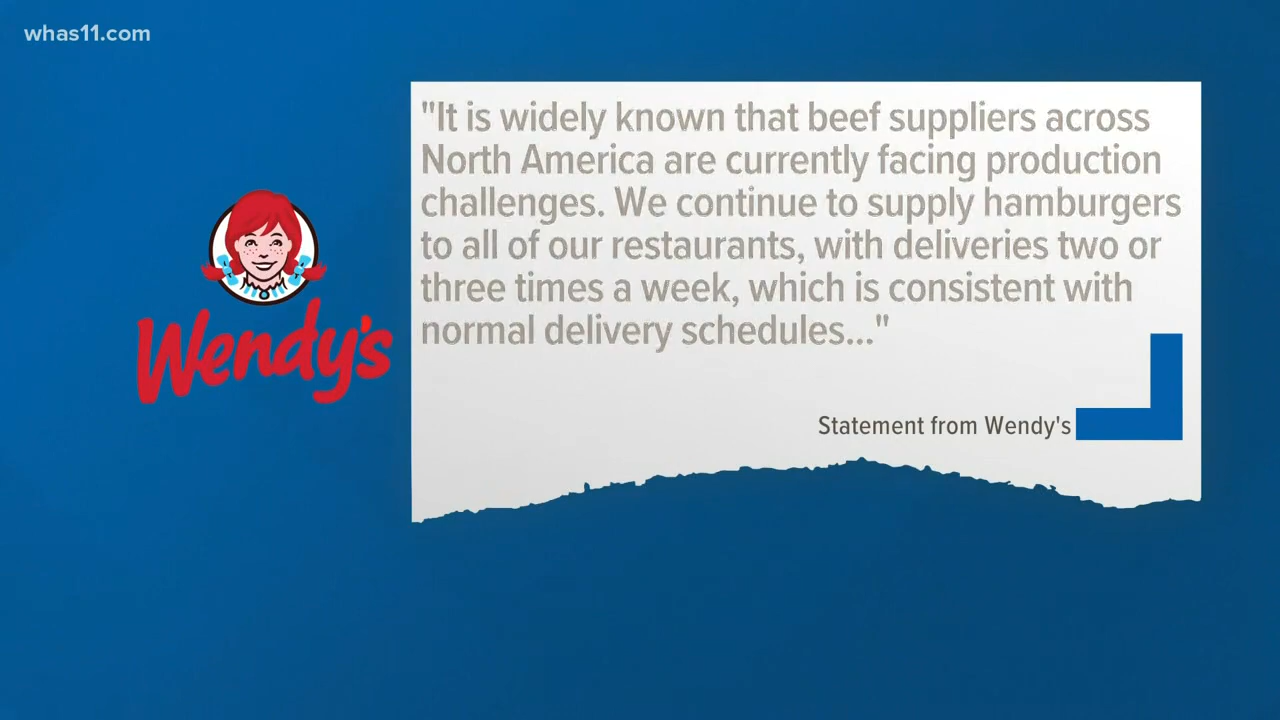 whas11.com
"It is widely known that beef suppliers across
North America are currently facing production
challenges. We continue to supply hamburgers
to all of our restaurants, with deliveries two or
three times a week, which is consistent with
normal delivery schedules..."
Wendy's
Statement from Wendy's